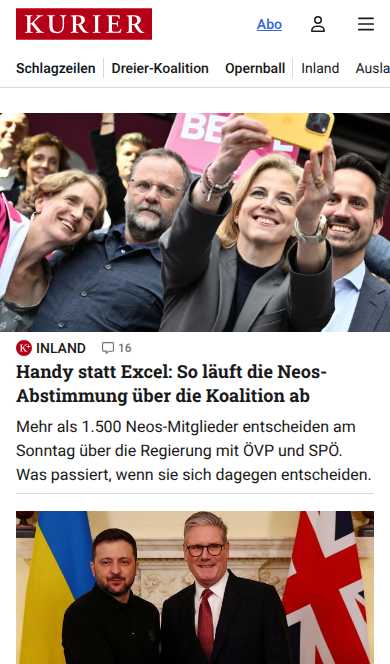 KURIER
Abo
Schlagzeilen Dreier-Koalition Opernball Inland Ausla
BE
K+ INLAND 16
Handy statt Excel: So läuft die Neos-
Abstimmung über die Koalition ab
Mehr als 1.500 Neos-Mitglieder entscheiden am
Sonntag über die Regierung mit ÖVP und SPÖ.
Was passiert, wenn sie sich dagegen entscheiden.